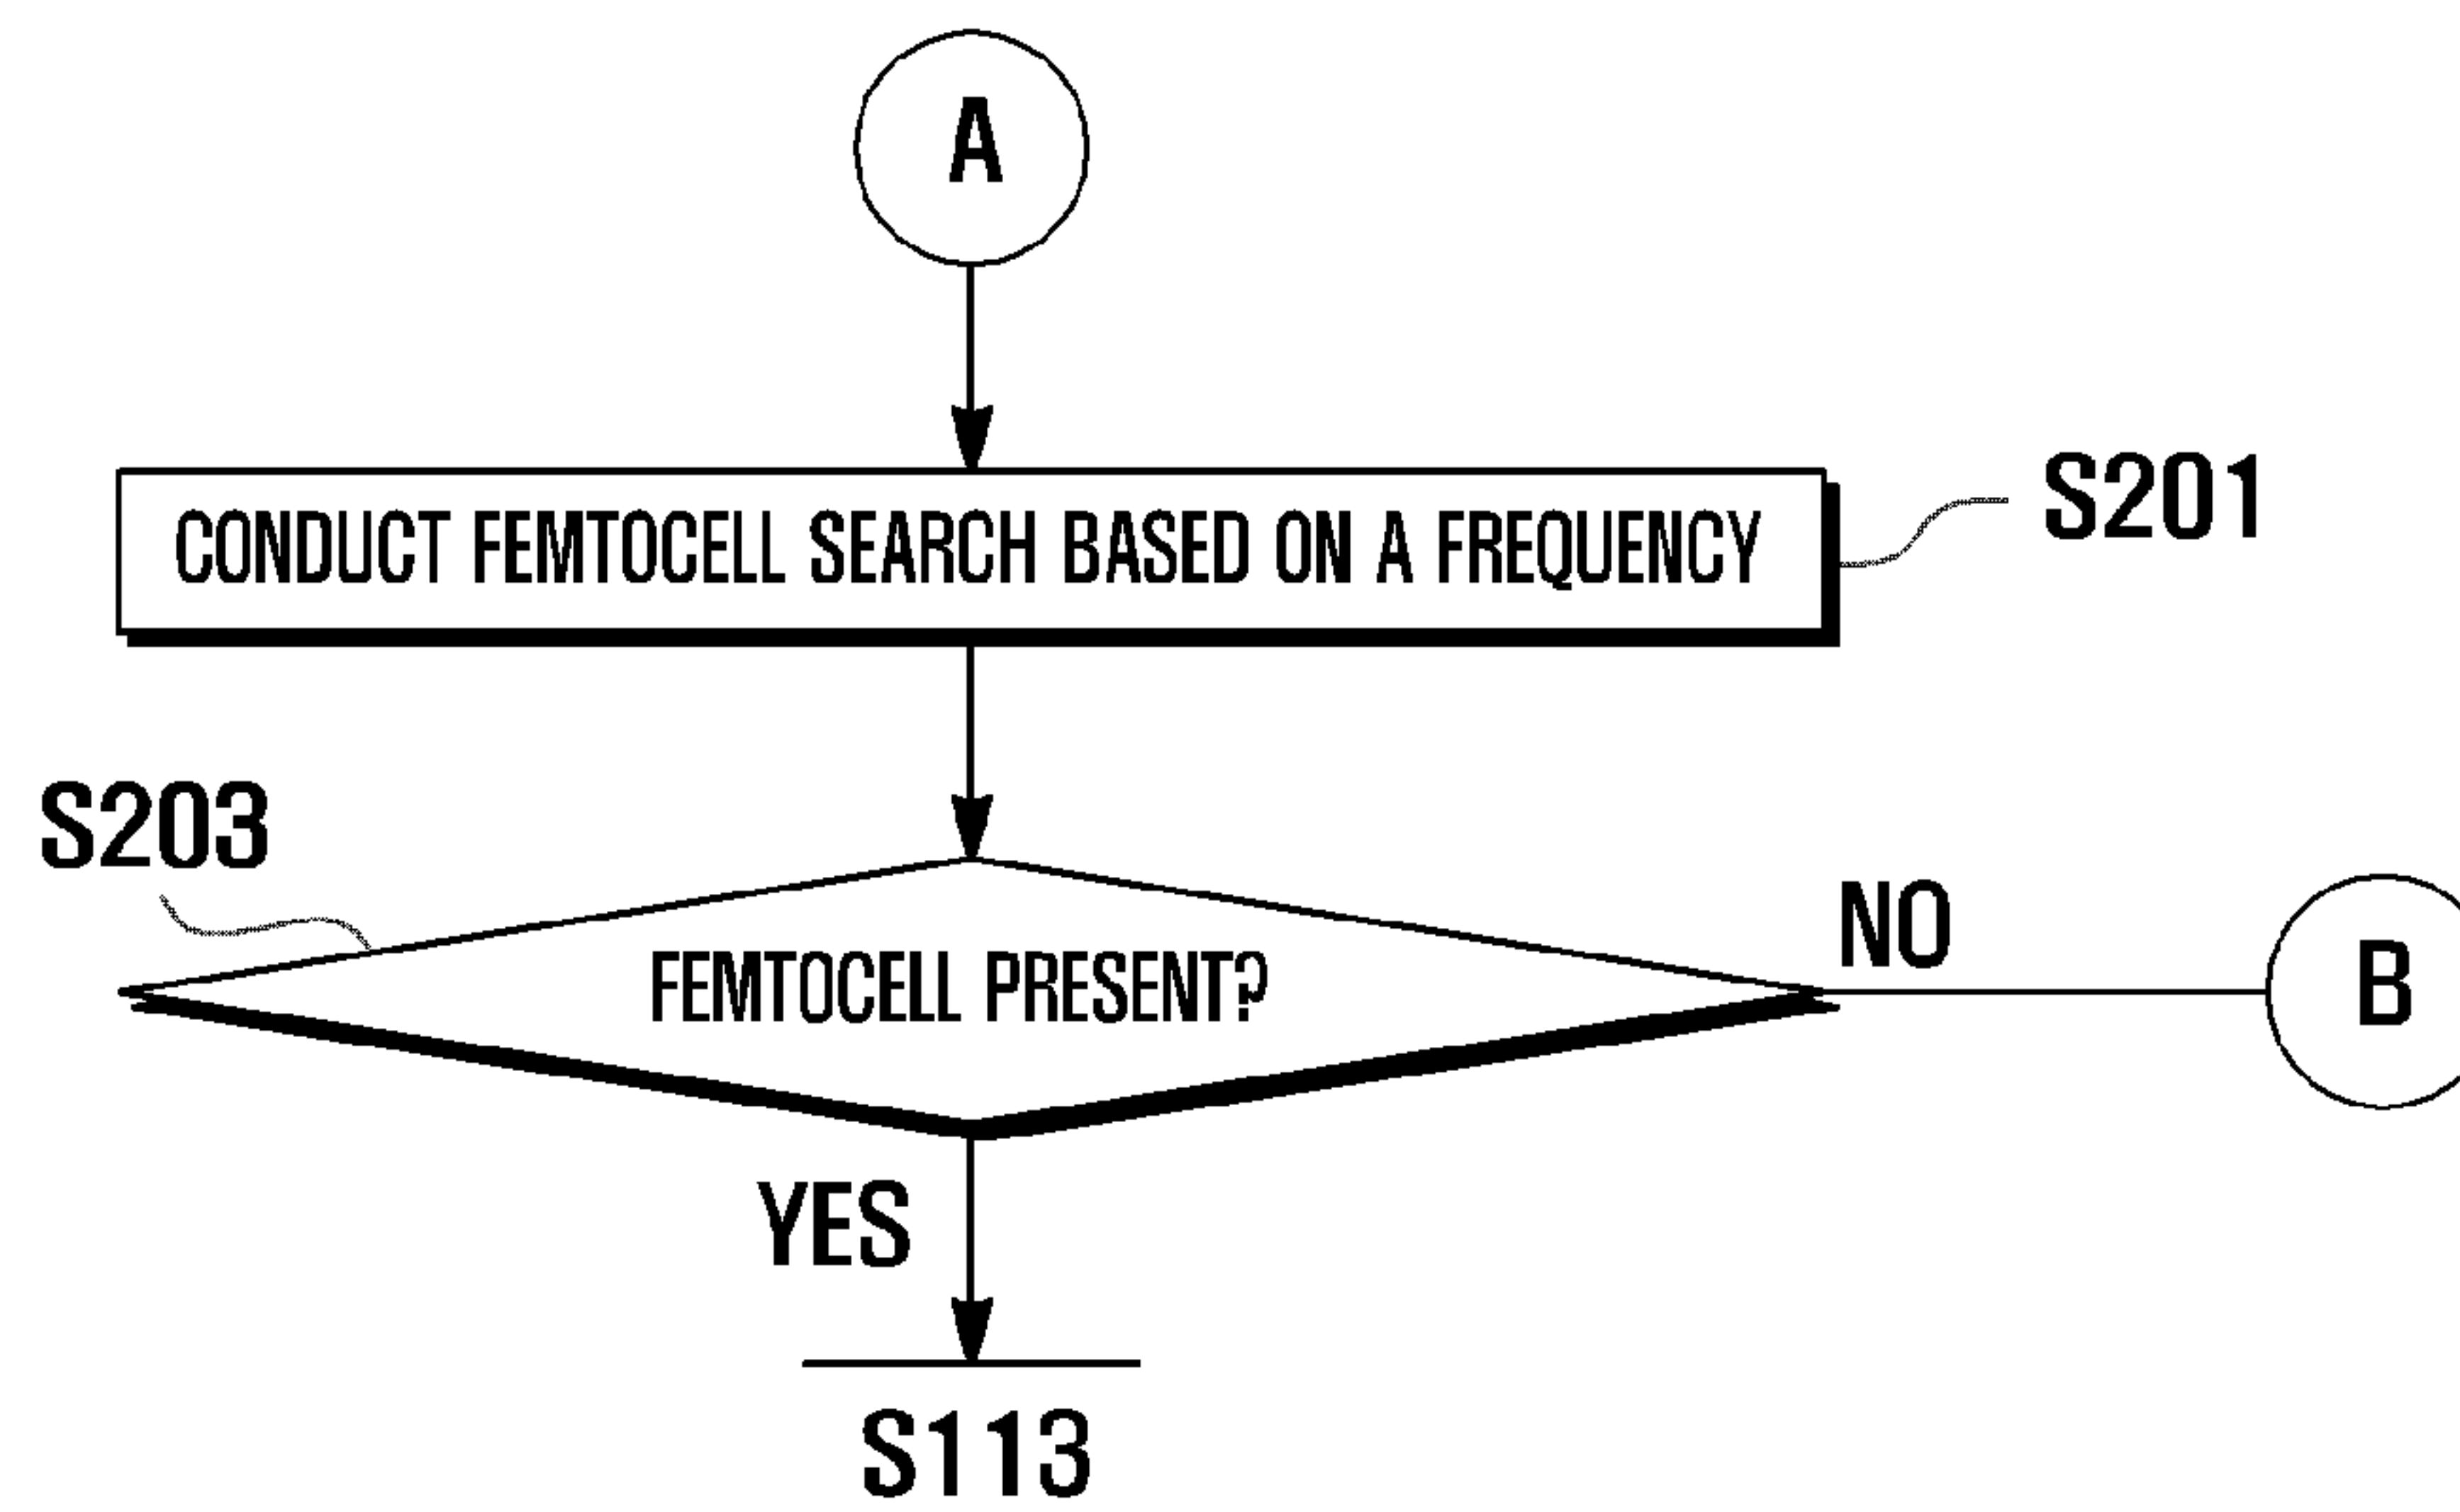 A
CONDUCT FEMTOCELL SEARCH BASED ON A FREQUENCY
S201
S203
FEMTOCELL PRESENT?
NO
B
YES
S113